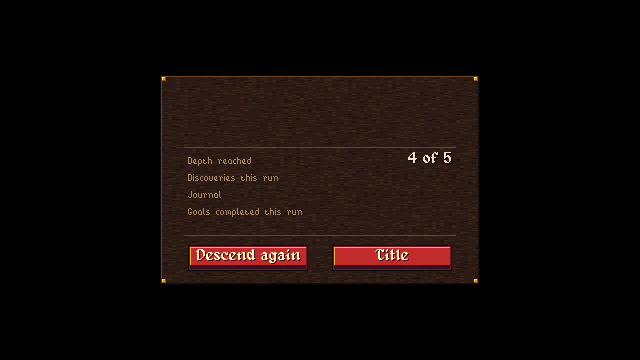 Depth reached 4 of 5
Discoveries this run
Journal
Goals completed this run
Descend again Title